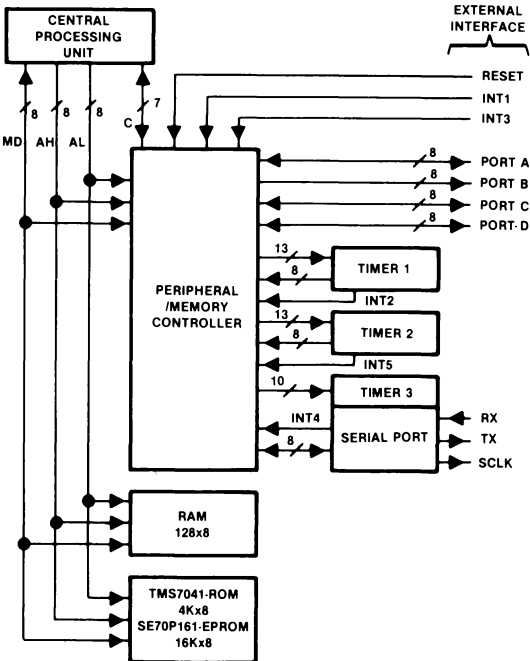 CENTRAL
PROCESSING
UNIT
EXTERNAL
INTERFACE
RESET
INT1
INT3
8
8
8
7
MD
AH
AL
C
8
PORT A
8
PORT B
8
PORT C
8
PORT-D
PERIPHERAL
/MEMORY
CONTROLLER
13
8
TIMER 1
INT2
13
8
TIMER 2
INT5
10
TIMER 3
INT4
8
SERIAL PORT
RX
TX
SCLK
RAM
128x8
TMS7041-ROM
4Kx8
SE70P161-EPROM
16Kx8